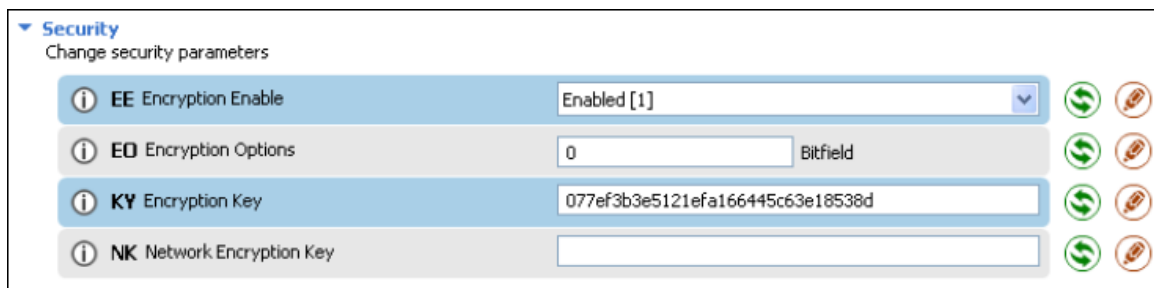 Security
Change security parameters
EE Encryption Enable Enabled [1]
EO Encryption Options 0 Bitfield
KY Encryption Key 077ef3b3e5121efa166445c63e18538d
NK Network Encryption Key